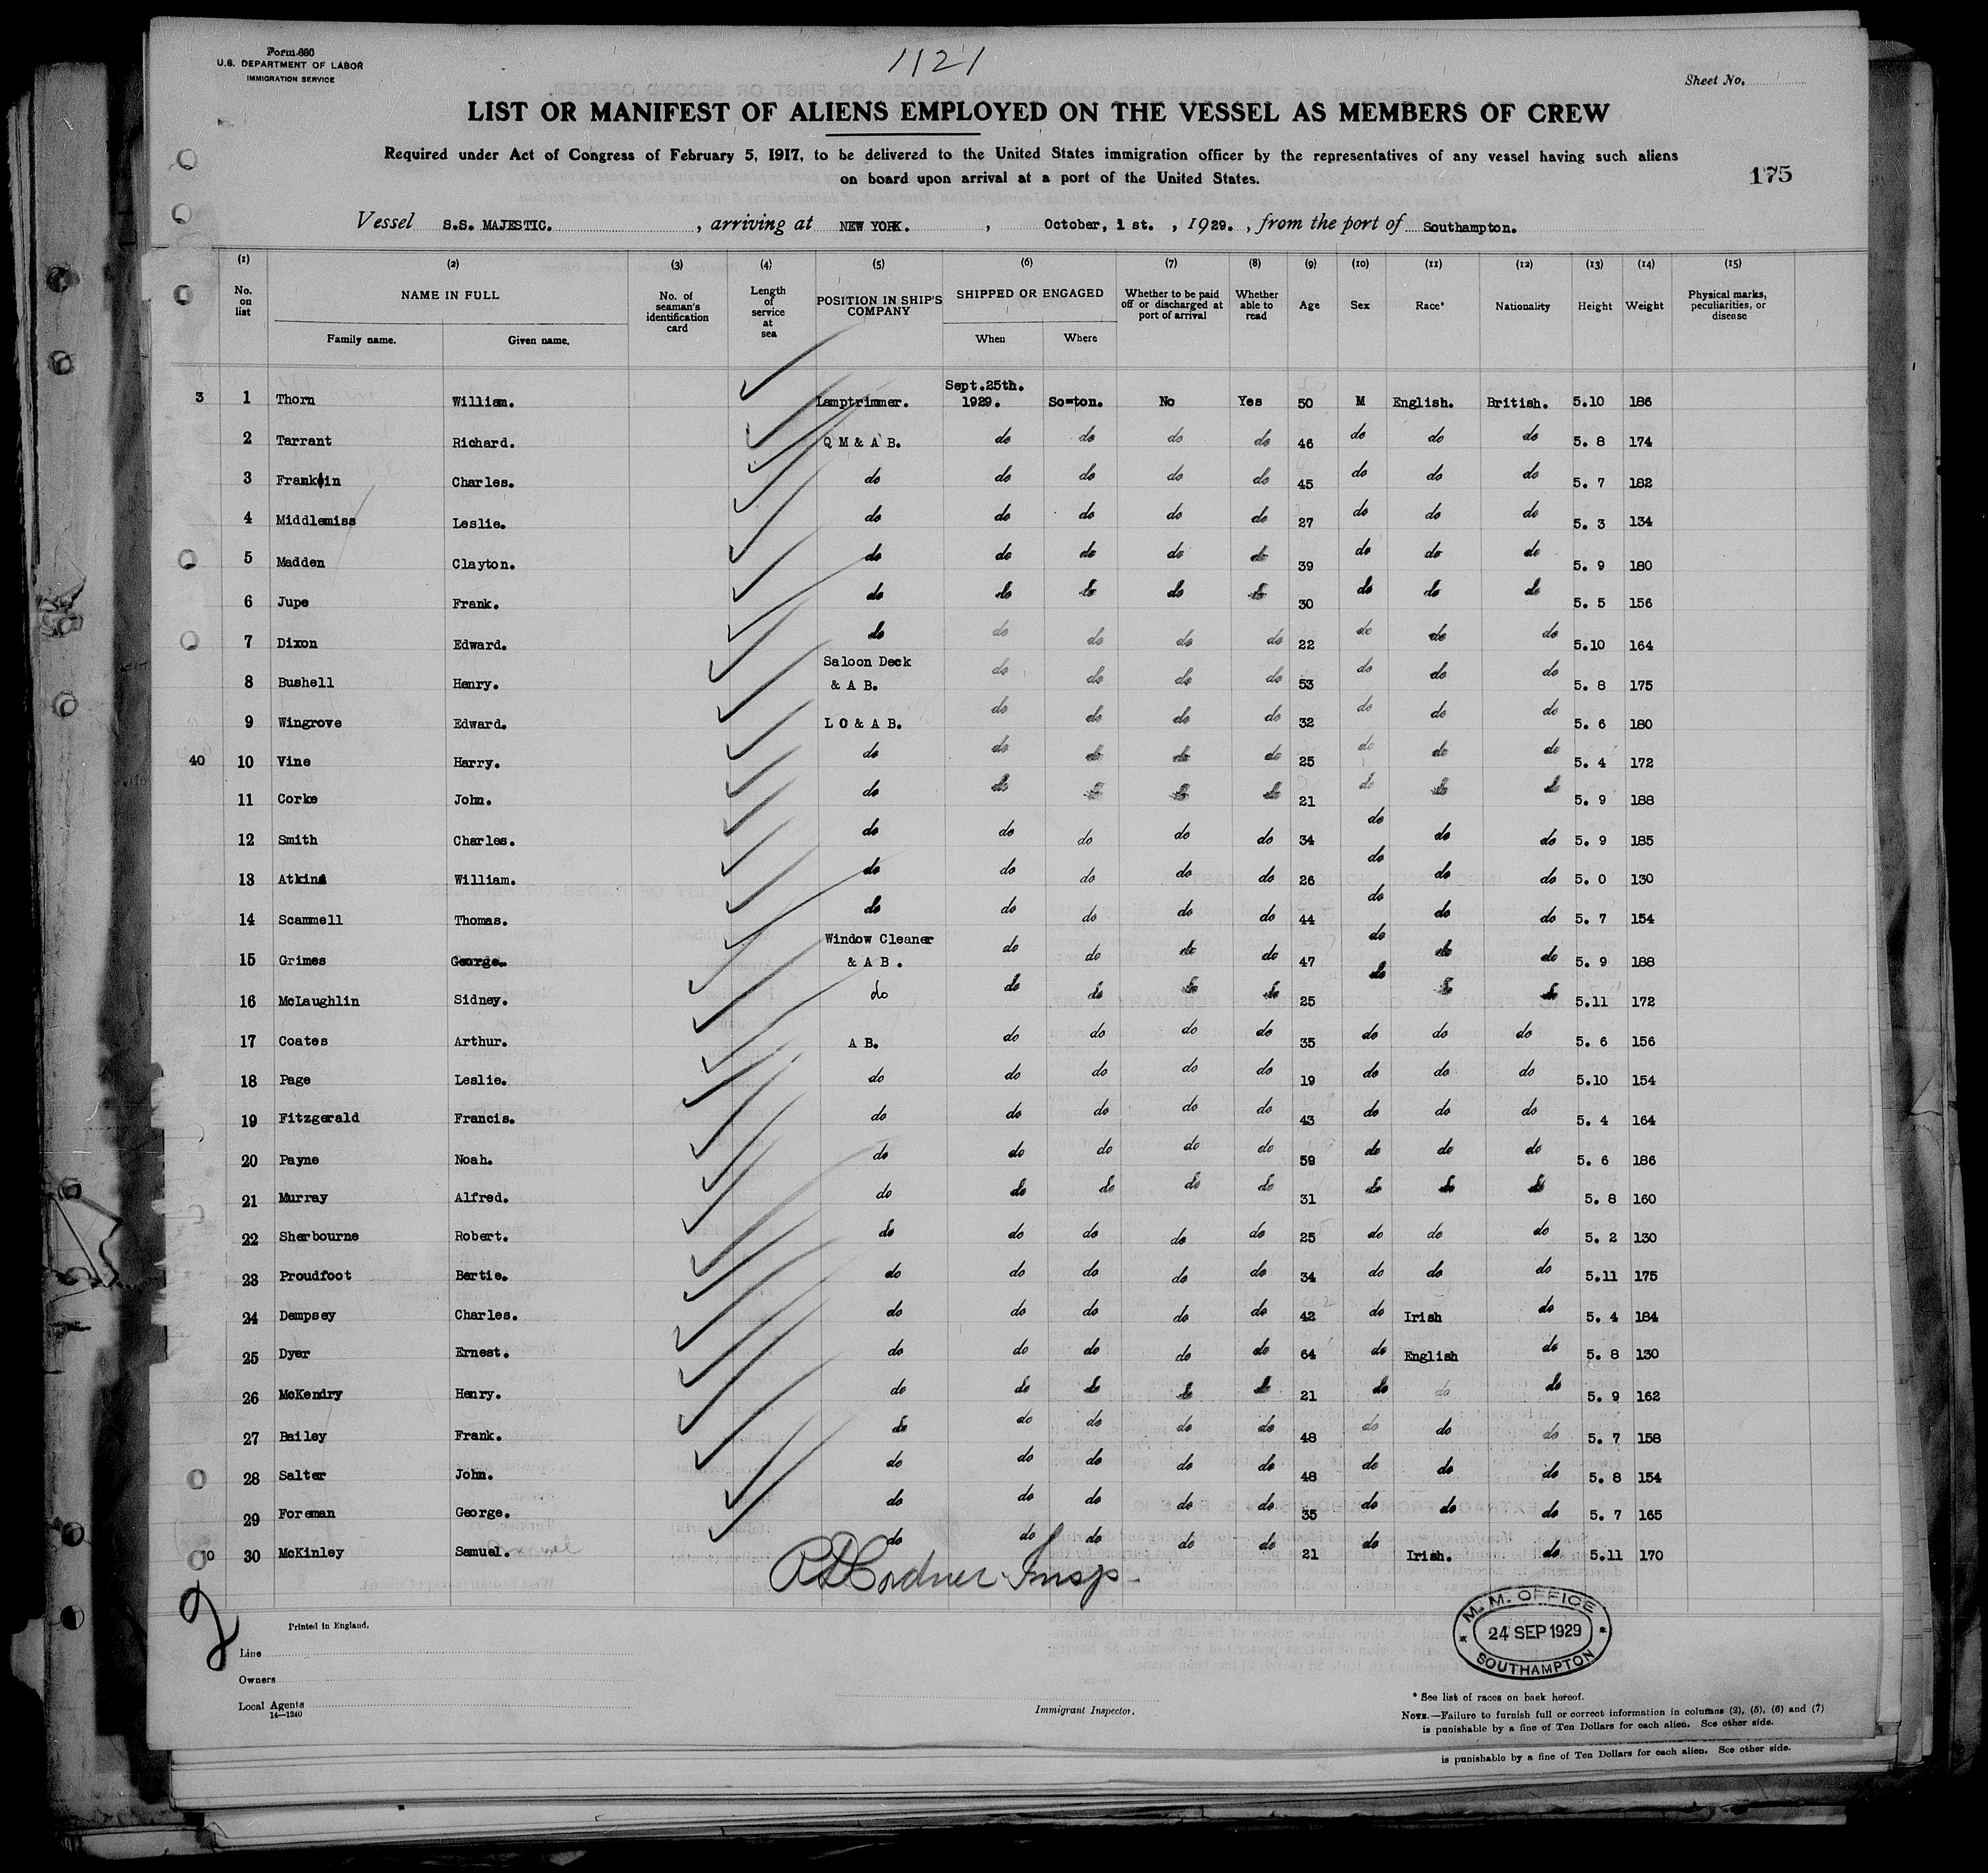 Form 660
U.S. DEPARTMENT OF LABOR
IMMIGRATION SERVICE
1121
Sheet No.
LIST OR MANIFEST OF ALIENS EMPLOYED ON THE VESSEL AS MEMBERS OF CREW
Required under Act of Congress of February 5, 1917, to be delivered to the United States immigration officer by the representatives of any vessel having such aliens
on board upon arrival at a port of the United States.
175
Vessel S.S. MAJESTIC. , arriving at NEW YORK. , October, 1 st. , 1929. , from the port of Southampton.
(1) (2) (3) (4) (5) (6) (7) (8) (9) (10) (11) (12) (13) (14) (15)
No. on list NAME IN FULL Family name. Given name. No. of seaman's identification card Length of service at sea POSITION IN SHIP'S COMPANY SHIPPED OR ENGAGED When Where Whether to be paid off or discharged at port of arrival Whether able to read Age Sex Race* Nationality Height Weight Physical marks, peculiarities, or disease
3 1 Thorn William. Lamptrimmer. Sept.25th. 1929. So=ton. No Yes 50 M English. British. 5.10 186
2 Tarrant Richard. Q M & A B. do do do do 46 do do do 5. 8 174
3 Franklin Charles. do do do do do 45 do do do 5. 7 182
4 Middlemiss Leslie. do do do do do 27 do do do 5. 3 134
5 Madden Clayton. do do do do do 39 do do do 5. 9 180
6 Jupe Frank. do do do do do 30 do do do 5. 5 156
7 Dixon Edward. do do do do do 22 do do do 5.10 164
8 Bushell Henry. Saloon Deck & A B. do do do do 53 do do do 5. 8 175
9 Wingrove Edward. L O & A B. do do do do 32 do do do 5. 6 180
40 10 Vine Harry. do do do do do 25 do do do 5. 4 172
11 Corke John. do do do do do 21 do do do 5. 9 188
12 Smith Charles. do do do do do 34 do do do 5. 9 185
13 Atkins William. do do do do do 26 do do do 5. 0 130
14 Scammell Thomas. do do do do do 44 do do do 5. 7 154
15 Grimes George. Window Cleaner & A B . do do do do 47 do do do 5. 9 188
16 McLaughlin Sidney. do do do do do 25 do do do 5.11 172
17 Coates Arthur. A B. do do do do 35 do do do 5. 6 156
18 Page Leslie. do do do do do 19 do do do 5.10 154
19 Fitzgerald Francis. do do do do do 43 do do do 5. 4 164
20 Payne Noah. do do do do do 59 do do do 5. 6 186
21 Murray Alfred. do do do do do 31 do do do 5. 8 160
22 Sherbourne Robert. do do do do do 25 do do do 5. 2 130
23 Proudfoot Bertie. do do do do do 34 do do do 5.11 175
24 Dempsey Charles. do do do do do 42 do Irish do 5. 4 184
25 Dyer Ernest. do do do do do 64 do English do 5. 8 130
26 McKendry Henry. do do do do do 21 do do do 5. 9 162
27 Bailey Frank. do do do do do 48 do do do 5. 7 158
28 Salter John. do do do do do 48 do do do 5. 8 154
29 Foreman George. do do do do do 35 do do do 5. 7 165
30 McKinley Samuel. do do do do do 21 do Irish. do 5.11 170
Insp.
2
M. M. OFFICE
24 SEP 1929
SOUTHAMPTON
Printed in England.
Line
Owners
Local Agents
14—1240
Immigrant Inspector.
* See list of races on back hereof.
NOTE.—Failure to furnish full or correct information in columns (2), (5), (6) and (7)
is punishable by a fine of Ten Dollars for each alien. See other side.
is punishable by a fine of Ten Dollars for each alien. See other side.